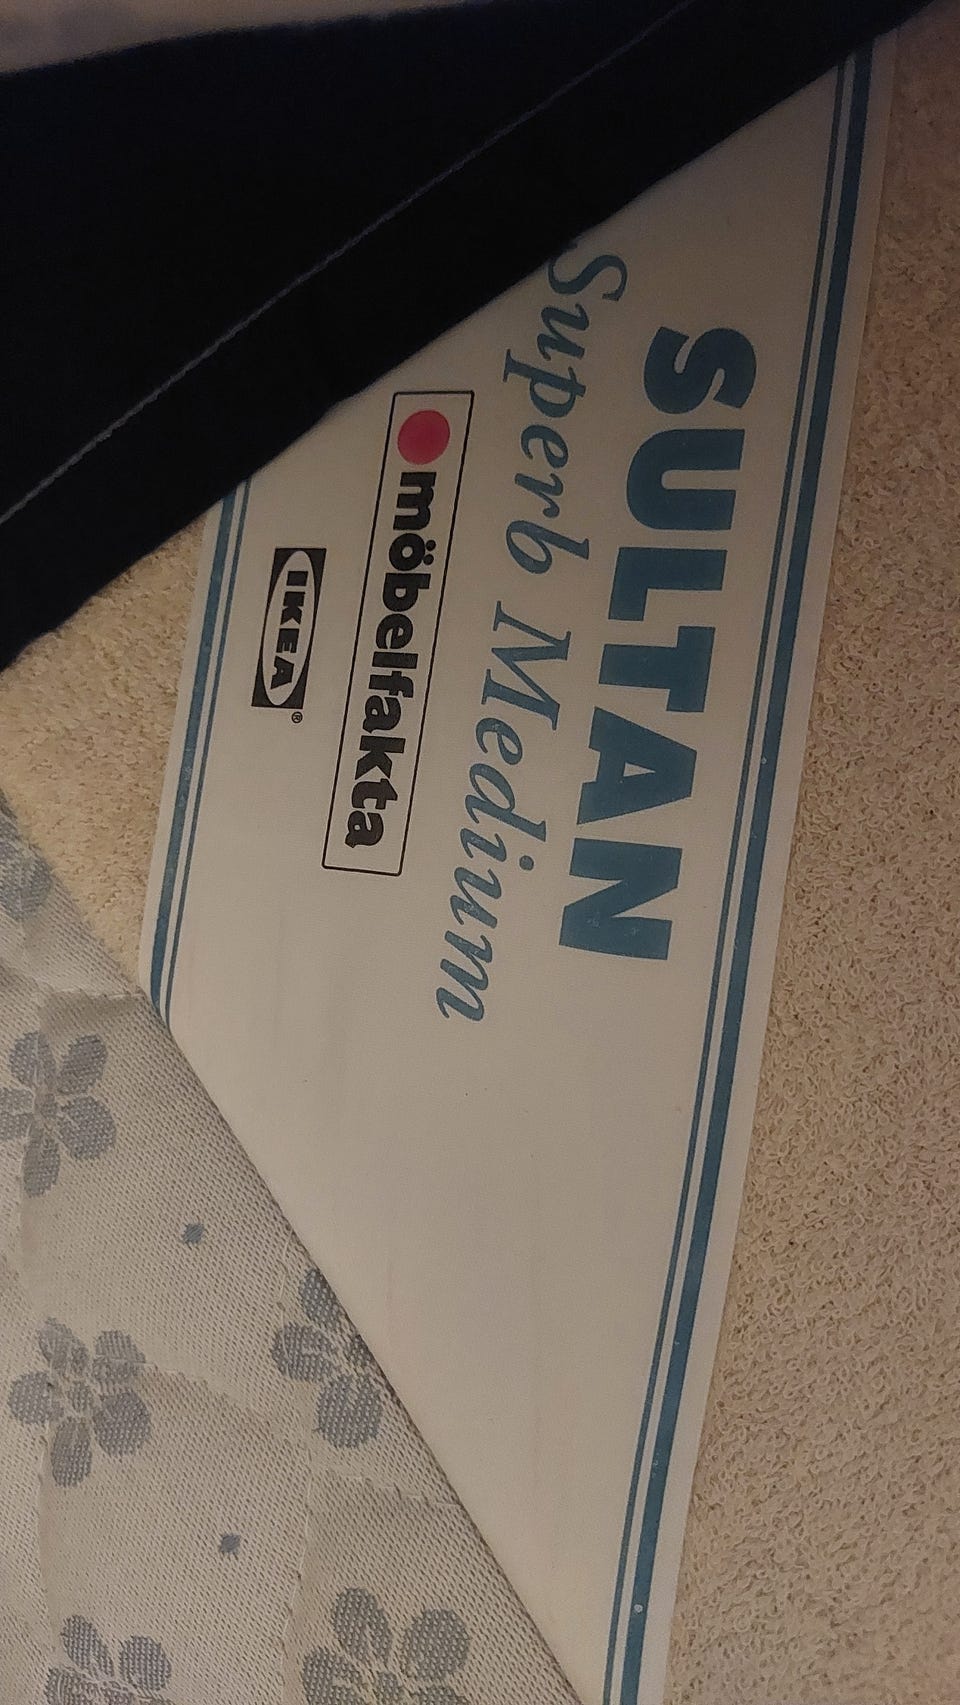 SULTAN
Superb Medium
möbelfakta
IKEA®